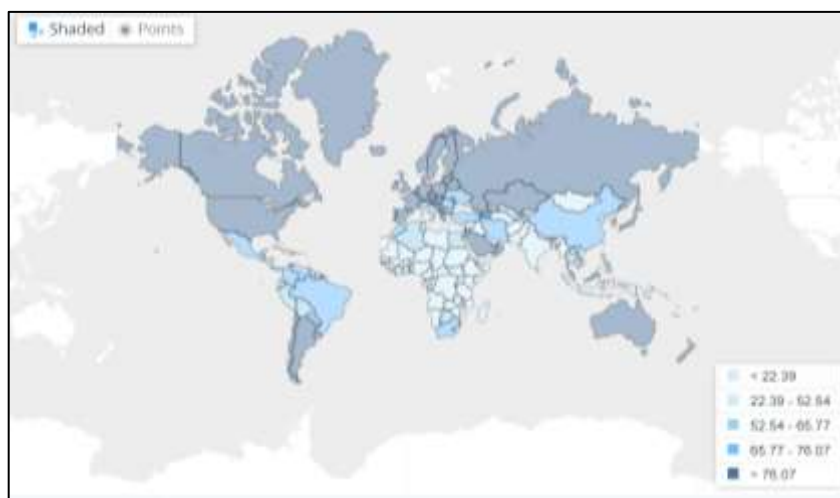 Shaded Points
< 22.39
22.39 - 52.54
52.54 - 65.77
65.77 - 76.07
> 76.07